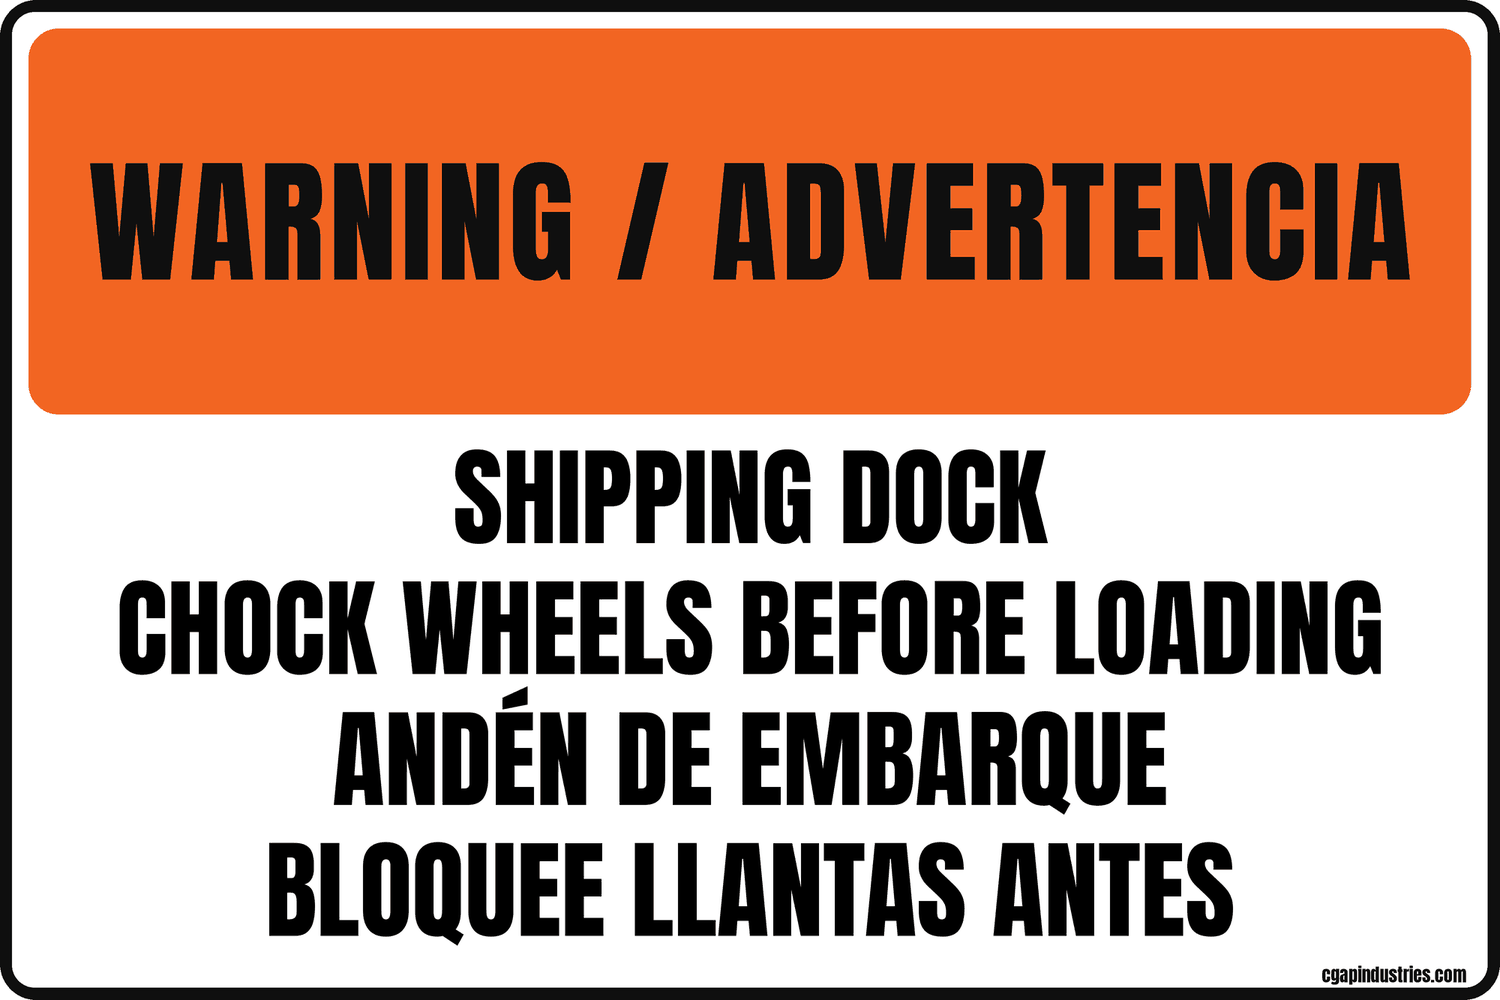 WARNING / ADVERTENCIA
SHIPPING DOCK
CHOCK WHEELS BEFORE LOADING
ANDÉN DE EMBARQUE
BLOQUEE LLANTAS ANTES
cgapindustries.com